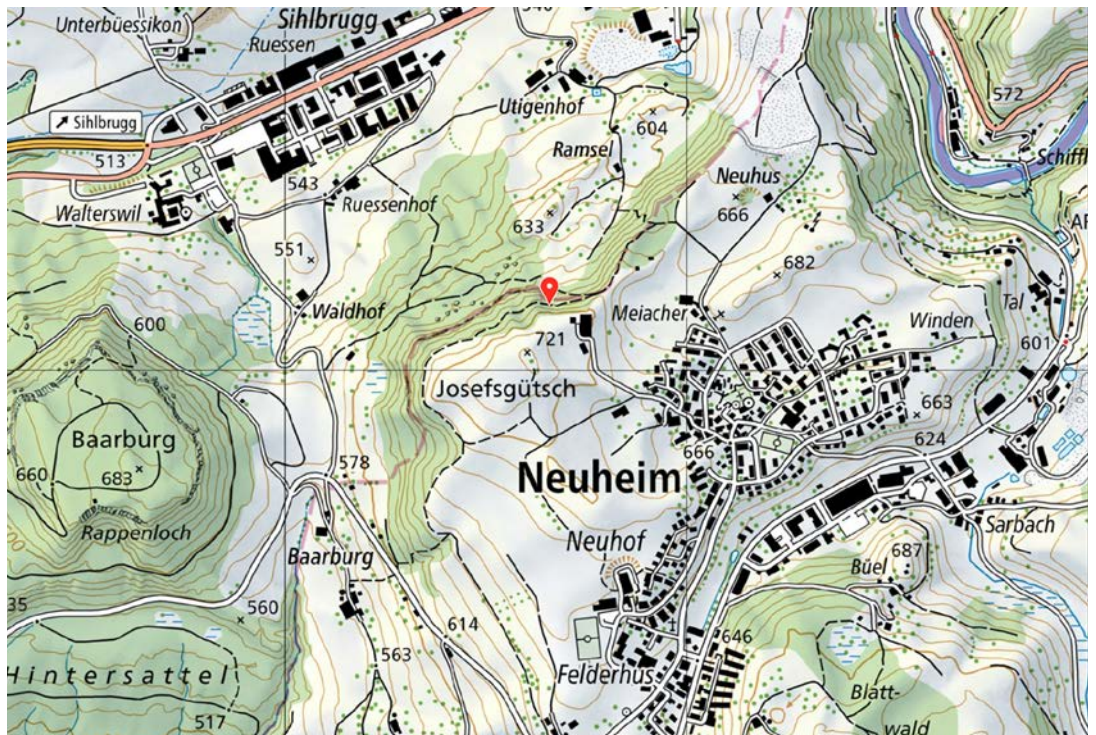 Unterbüessikon
Sihlbrugg
Ruessen
Sihlbrugg
513
Utigenhof
572
604
Ramsel
Schiffl
543
Neuhus
Walterswil
Ruessenhof
666
633
551
682
Waldhof
Meiacher
Tal
Winden
600
721
601
Josefsgütsch
663
Baarburg
666
624
578
Neuheim
660
683
Rappenloch
Sarbach
Neuhof
687
Baarburg
Büel
560
35
614
646
563
Felderhus
Hintersattel
Blatt-
517
wald